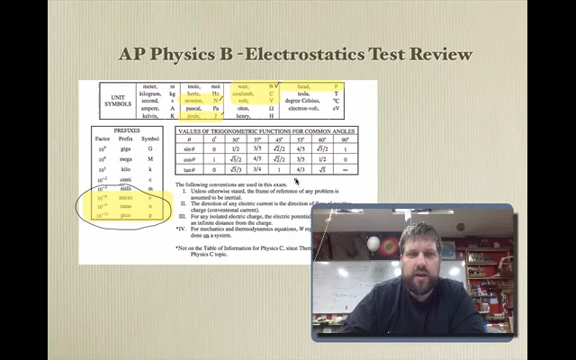 AP Physics B -Electrostatics Test Review
UNIT SYMBOLS
meter, m mole, mol watt, W farad, F
kilogram, kg hertz, Hz coulomb, C tesla, T
second, s newton, N volt, V degree Celsius, °C
ampere, A pascal, Pa ohm, Ω electron-volt, eV
kelvin, K joule, J henry, H
PREFIXES
Factor Prefix Symbol
10⁹ giga G
10⁶ mega M
10³ kilo k
10⁻² centi c
10⁻³ milli m
10⁻⁶ micro μ
10⁻⁹ nano n
10⁻¹² pico p
VALUES OF TRIGONOMETRIC FUNCTIONS FOR COMMON ANGLES
θ 0° 30° 37° 45° 53° 60° 90°
sin θ 0 1/2 3/5 √2/2 4/5 √3/2 1
cos θ 1 √3/2 4/5 √2/2 3/5 1/2 0
tan θ 0 √3/3 3/4 1 4/3 √3 ∞
The following conventions are used in this exam.
I. Unless otherwise stated, the frame of reference of any problem is
assumed to be inertial.
II. The direction of any electric current is the direction of flow of positive
charge (conventional current).
III. For any isolated electric charge, the electric potential
an infinite distance from the charge.
*IV. For mechanics and thermodynamics equations, W
done on a system.
*Not on the Table of Information for Physics C, since
Physics C topic.